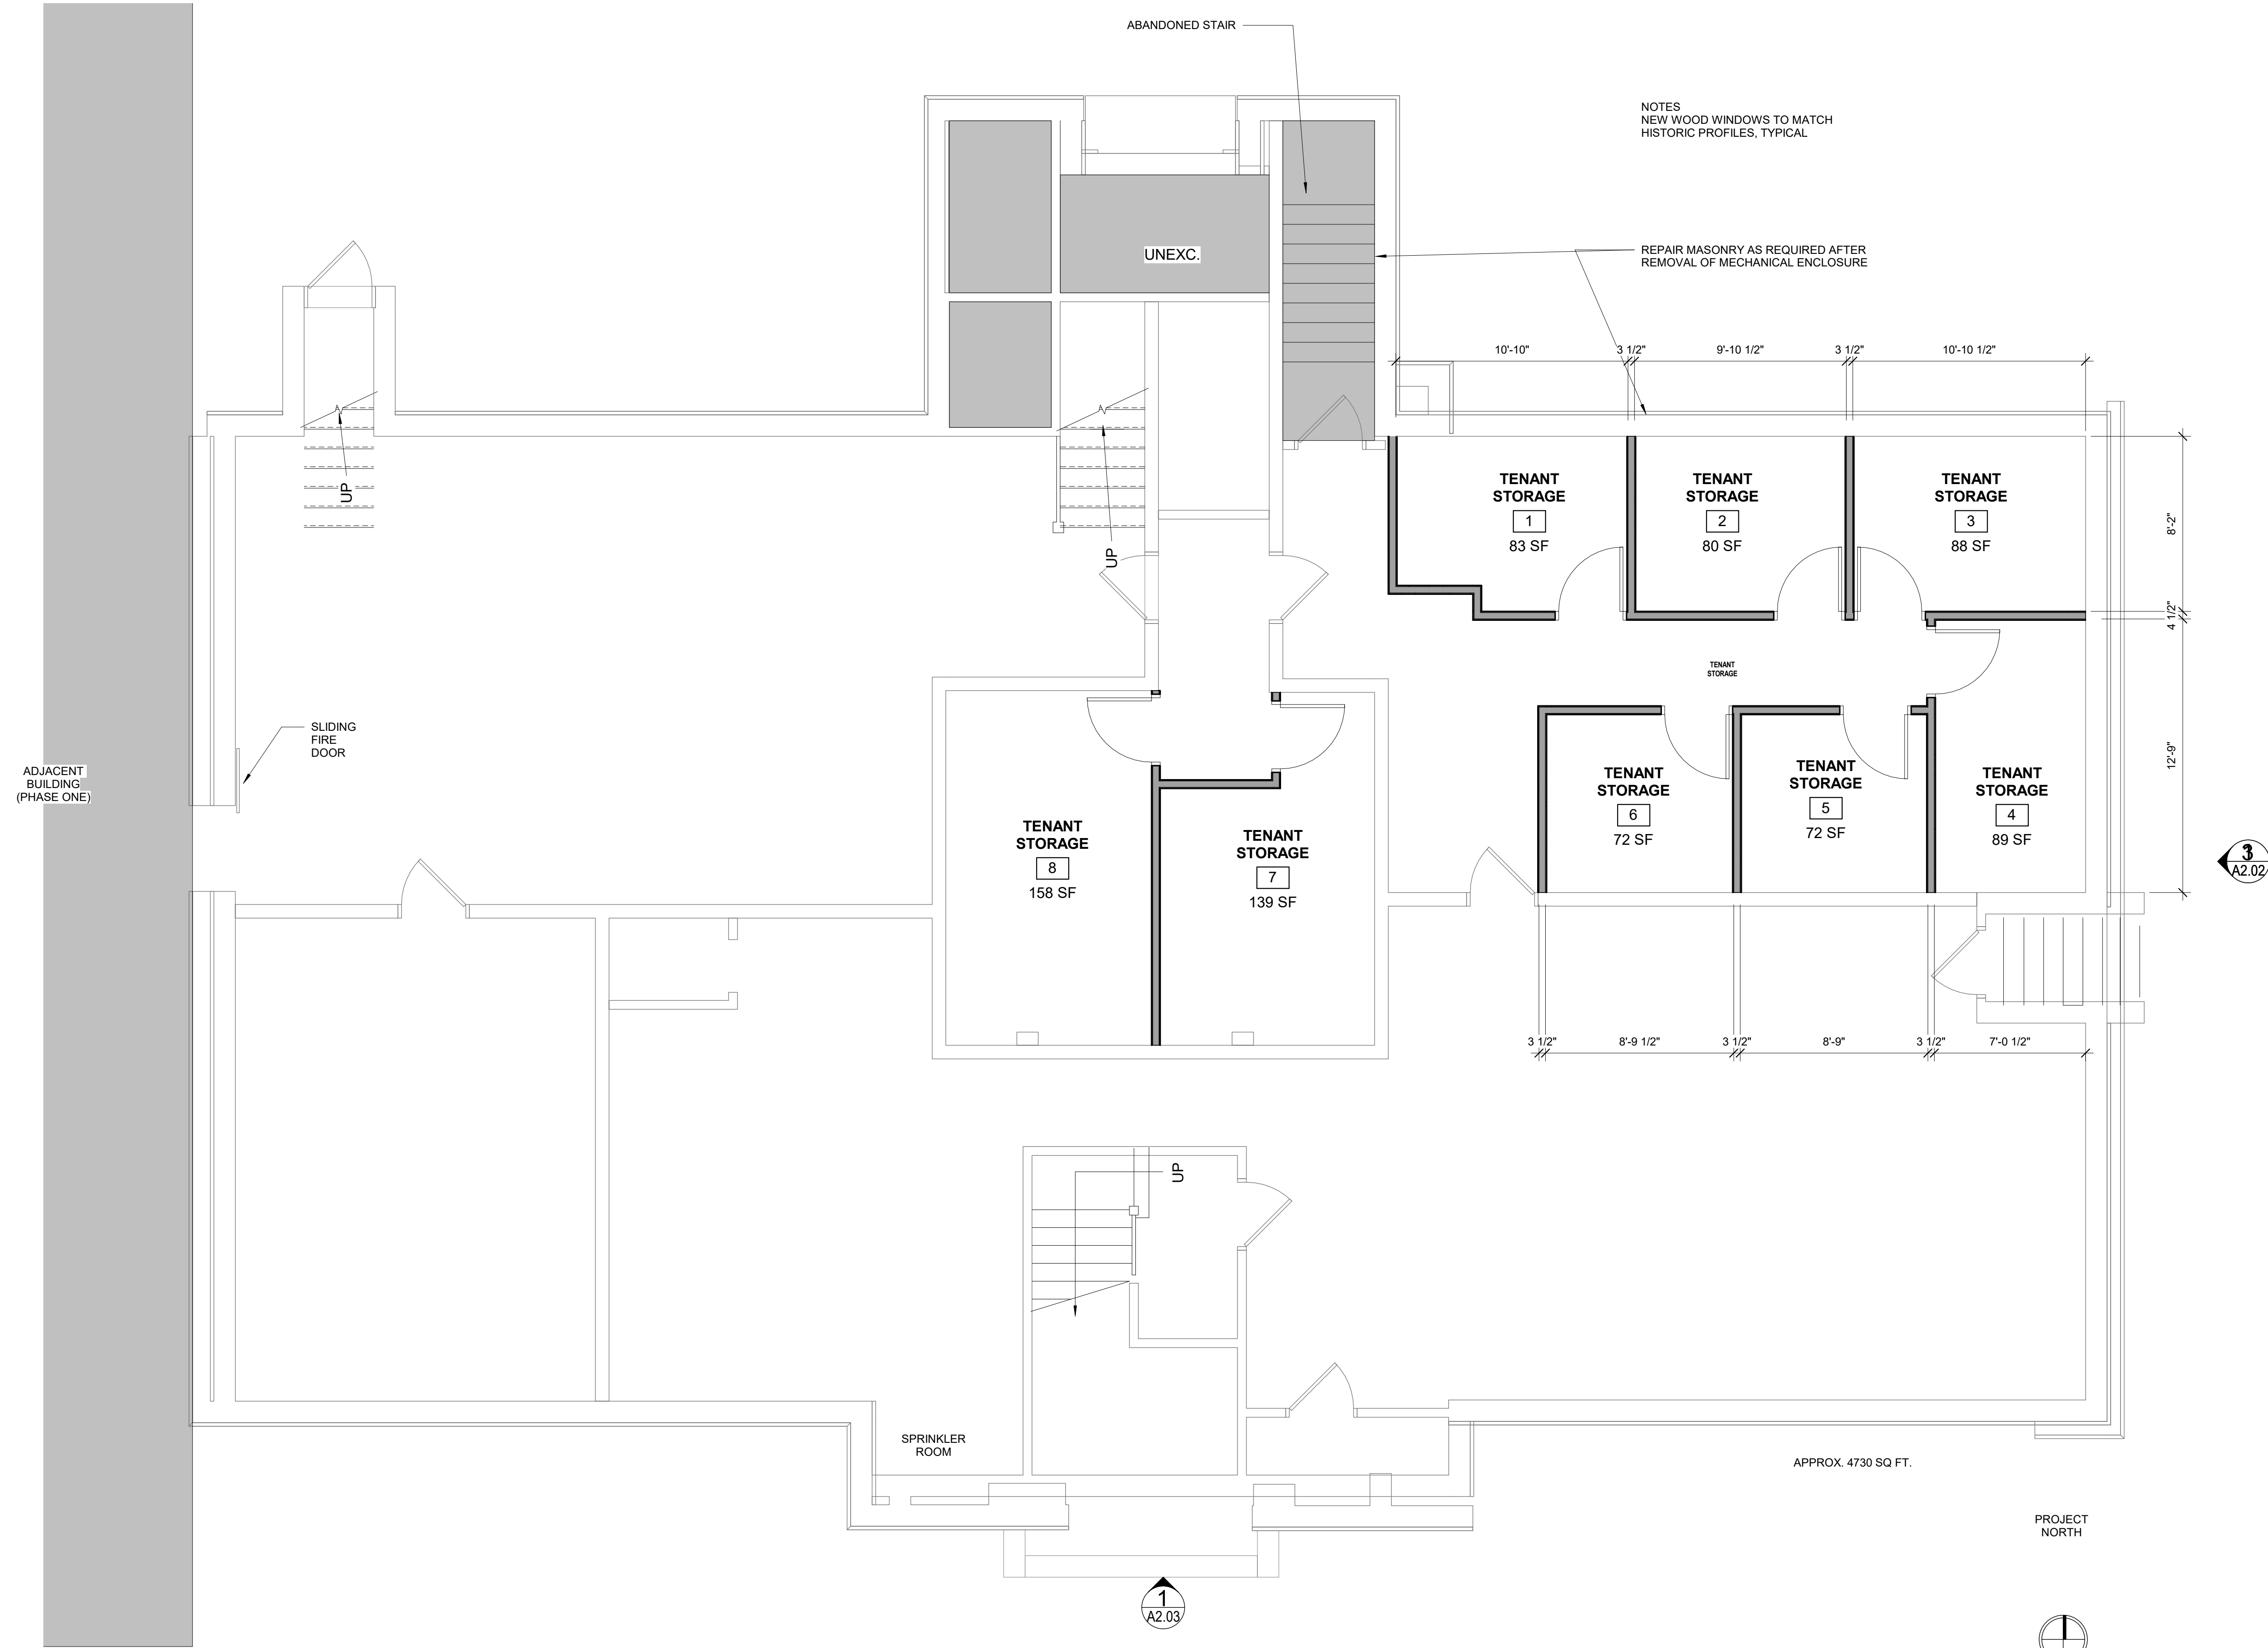 ABANDONED STAIR
NOTES
NEW WOOD WINDOWS TO MATCH
HISTORIC PROFILES, TYPICAL
UNEXC.
REPAIR MASONRY AS REQUIRED AFTER
REMOVAL OF MECHANICAL ENCLOSURE
10'-10"
3 1/2"
9'-10 1/2"
3 1/2"
10'-10 1/2"
UP
UP
TENANT
STORAGE
1
83 SF
TENANT
STORAGE
2
80 SF
TENANT
STORAGE
3
88 SF
8'-2"
4 1/2"
12'-9"
TENANT
STORAGE
SLIDING
FIRE
DOOR
ADJACENT
BUILDING
(PHASE ONE)
TENANT
STORAGE
8
158 SF
TENANT
STORAGE
7
139 SF
TENANT
STORAGE
6
72 SF
TENANT
STORAGE
5
72 SF
TENANT
STORAGE
4
89 SF
A2.02
3 1/2"
8'-9 1/2"
3 1/2"
8'-9"
3 1/2"
7'-0 1/2"
UP
SPRINKLER
ROOM
APPROX. 4730 SQ FT.
PROJECT
NORTH
1
A2.03